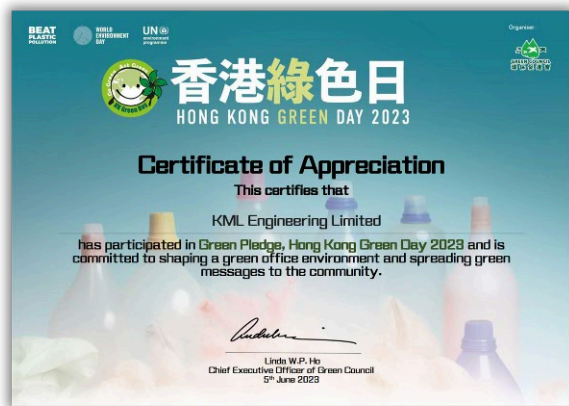 BEAT
PLASTIC
POLLUTION
WORLD
ENVIRONMENT
DAY
UN
environment
programme
Organiser:
GREEN COUNCIL
香港綠色日
HONG KONG GREEN DAY 2023
Certificate of Appreciation
This certifies that
KML Engineering Limited
has participated in Green Pledge, Hong Kong Green Day 2023 and is
committed to shaping a green office environment and spreading green
messages to the community.
Linda W.P. Ho
Chief Executive Officer of Green Council
5th June 2023